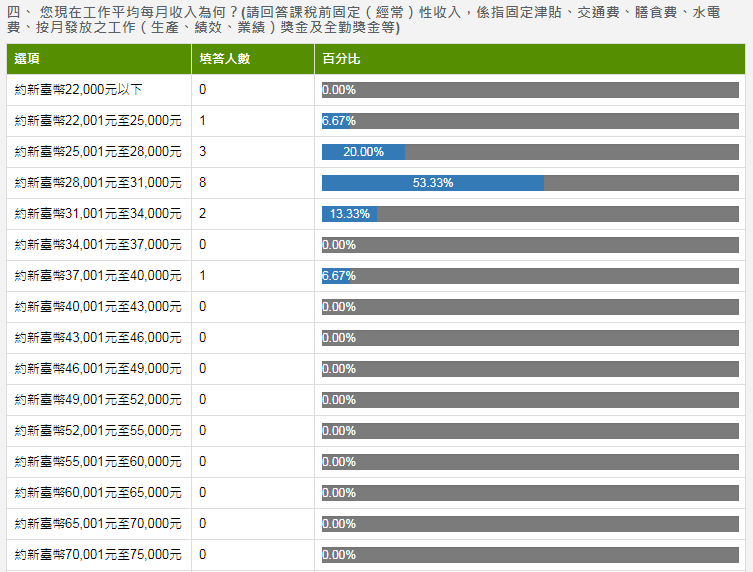 四、 您現在工作平均每月收入為何？(請回答課稅前固定（經常）性收入，係指固定津貼、交通費、膳食費、水電
費、按月發放之工作（生產、績效、業績）獎金及全勤獎金等)
選項 填答人數 百分比
約新臺幣22,000元以下 0 0.00%
約新臺幣22,001元至25,000元 1 6.67%
約新臺幣25,001元至28,000元 3 20.00%
約新臺幣28,001元至31,000元 8 53.33%
約新臺幣31,001元至34,000元 2 13.33%
約新臺幣34,001元至37,000元 0 0.00%
約新臺幣37,001元至40,000元 1 6.67%
約新臺幣40,001元至43,000元 0 0.00%
約新臺幣43,001元至46,000元 0 0.00%
約新臺幣46,001元至49,000元 0 0.00%
約新臺幣49,001元至52,000元 0 0.00%
約新臺幣52,001元至55,000元 0 0.00%
約新臺幣55,001元至60,000元 0 0.00%
約新臺幣60,001元至65,000元 0 0.00%
約新臺幣65,001元至70,000元 0 0.00%
約新臺幣70,001元至75,000元 0 0.00%